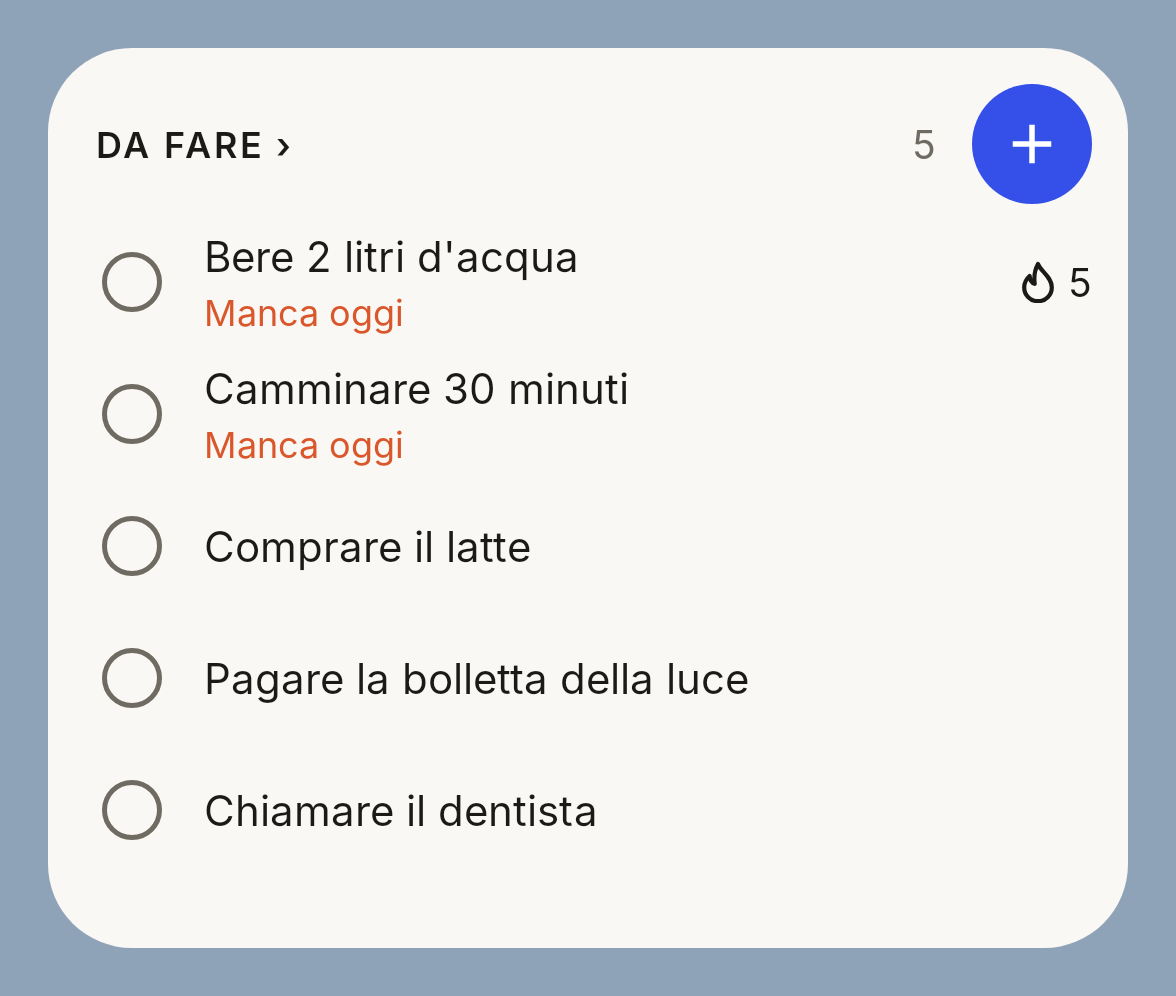 DA FARE ›
5
Bere 2 litri d'acqua
Manca oggi
5
Camminare 30 minuti
Manca oggi
Comprare il latte
Pagare la bolletta della luce
Chiamare il dentista